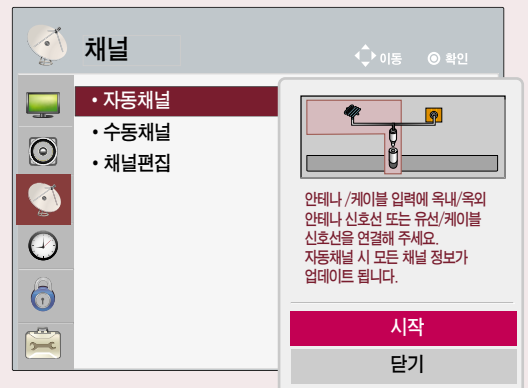 채널
이동 확인
• 자동채널
• 수동채널
• 채널편집
안테나 /케이블 입력에 옥내/옥외
안테나 신호선 또는 유선/케이블
신호선을 연결해 주세요.
자동채널 시 모든 채널 정보가
업데이트 됩니다.
시작
닫기